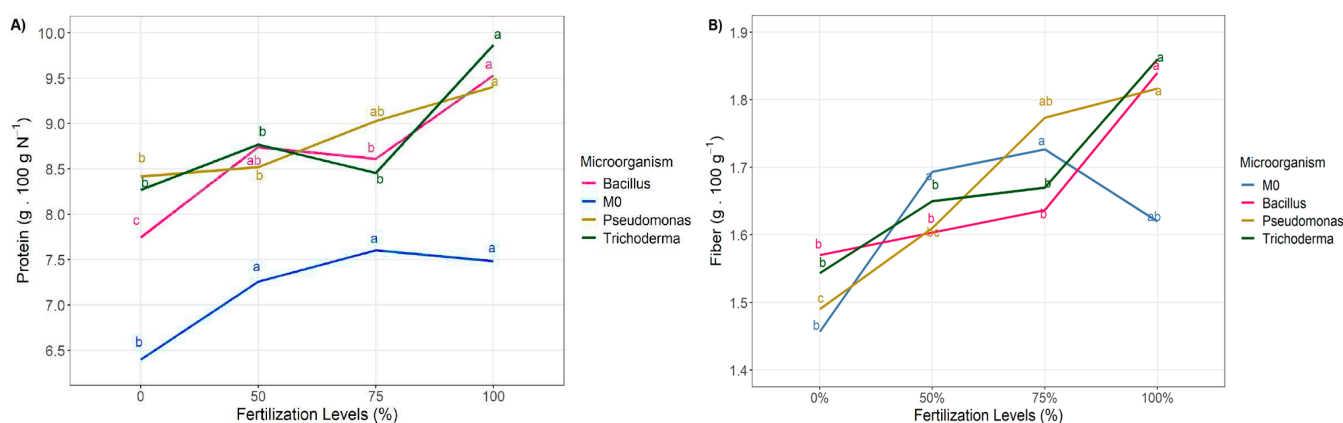 A)
Protein (g . 100 g N⁻¹)
10.0
9.5
9.0
8.5
8.0
7.5
7.0
6.5
b
b
c
b
b
ab
b
a
ab
b
b
a
a
a
a
a
0
50
75
100
Fertilization Levels (%)
Microorganism
Bacillus
M0
Pseudomonas
Trichoderma
B)
Fiber (g . 100 g⁻¹)
1.9
1.8
1.7
1.6
1.5
1.4
b
b
c
b
a
b
b
bc
ab
a
b
b
a
a
a
ab
0%
50%
75%
100%
Fertilization Levels (%)
Microorganism
M0
Bacillus
Pseudomonas
Trichoderma